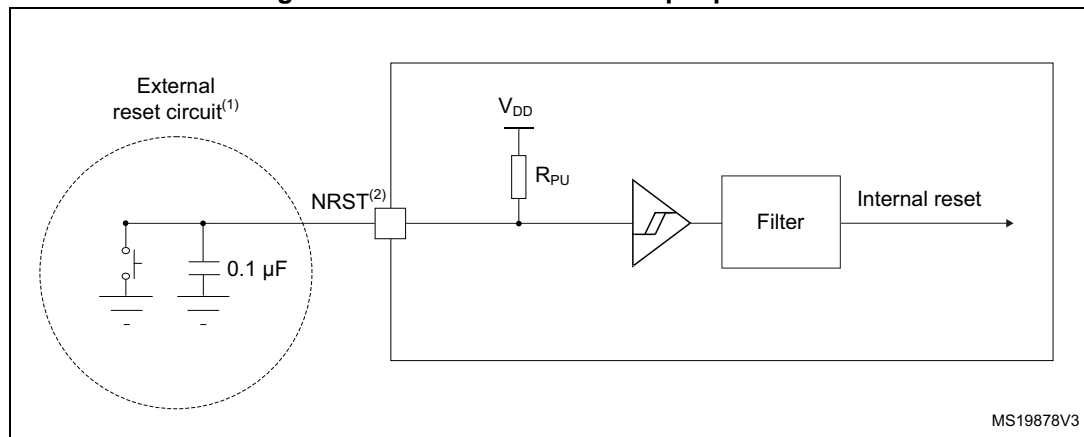 External
reset circuit(1)
VDD
RPU
NRST(2)
0.1 µF
Filter
Internal reset
MS19878V3